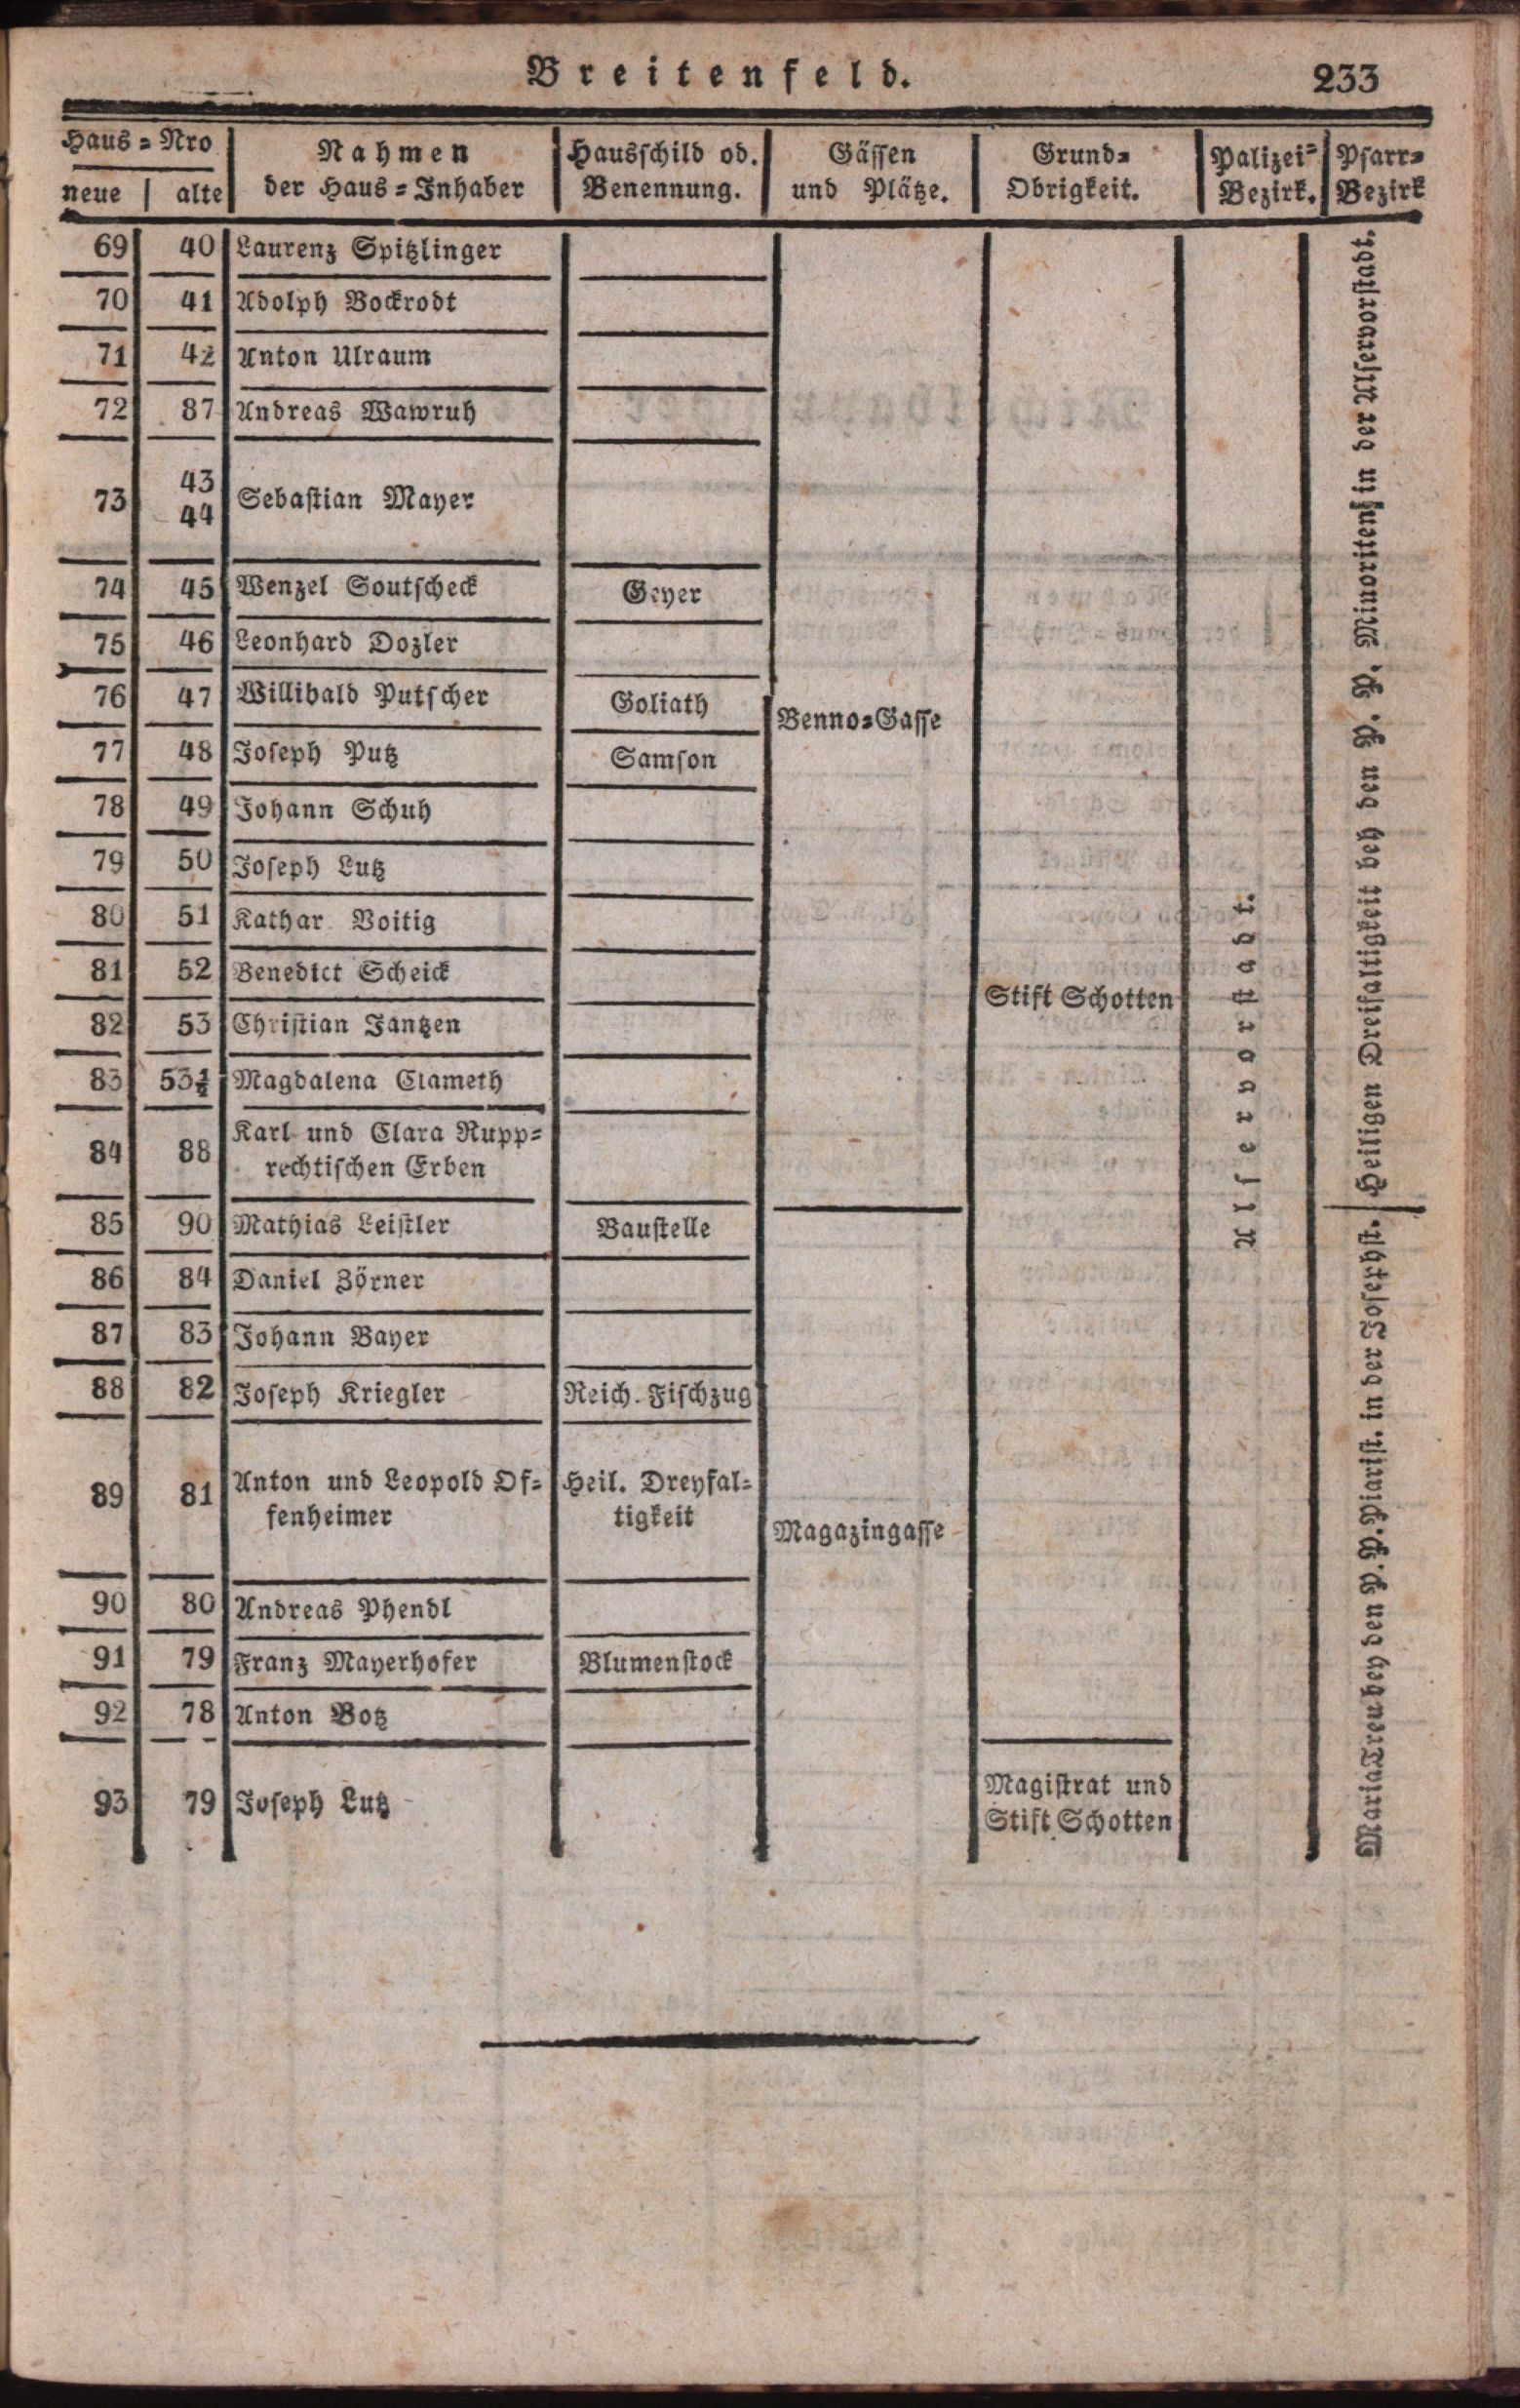 Breitenfeld. 233
Haus=Nro
neue | alte
Nahmen
der Haus=Inhaber
Hausschild od.
Benennung.
Gässen
und Plätze.
Grund=
Obrigkeit.
Palizei=
Bezirk.
Pfarr=
Bezirk
69 40 Laurenz Spitzlinger
70 41 Adolph Bockrodt
71 42 Anton Ulraum
72 87 Andreas Wawruh
73 43 44 Sebastian Mayer
74 45 Wenzel Soutscheck Geyer
75 46 Leonhard Dozler
76 47 Willibald Putscher Goliath
Benno=Gasse
77 48 Joseph Putz Samson
78 49 Johann Schuh
79 50 Joseph Lutz
80 51 Kathar. Voitig
81 52 Benedict Scheick
Stift Schotten
82 53 Christian Jantzen
83 53½ Magdalena Clameth
84 88 Karl und Clara Rupp=
rechtischen Erben
85 90 Mathias Leistler Baustelle
86 84 Daniel Zörner
87 83 Johann Bayer
88 82 Joseph Kriegler Reich. Fischzug
89 81 Anton und Leopold Of= Heil. Dreyfal=
fenheimer tigkeit
Magazingasse
90 80 Andreas Phendl
91 79 Franz Mayerhofer Blumenstock
92 78 Anton Botz
93 79 Joseph Lutz Magistrat und
Stift Schotten
Alservorstadt.
Heiligen Dreifaltigkeit beh den P. P. Minoriten in der Alservorstadt.
Maria Treu bey den P. P. Piarist. in der Josephst.